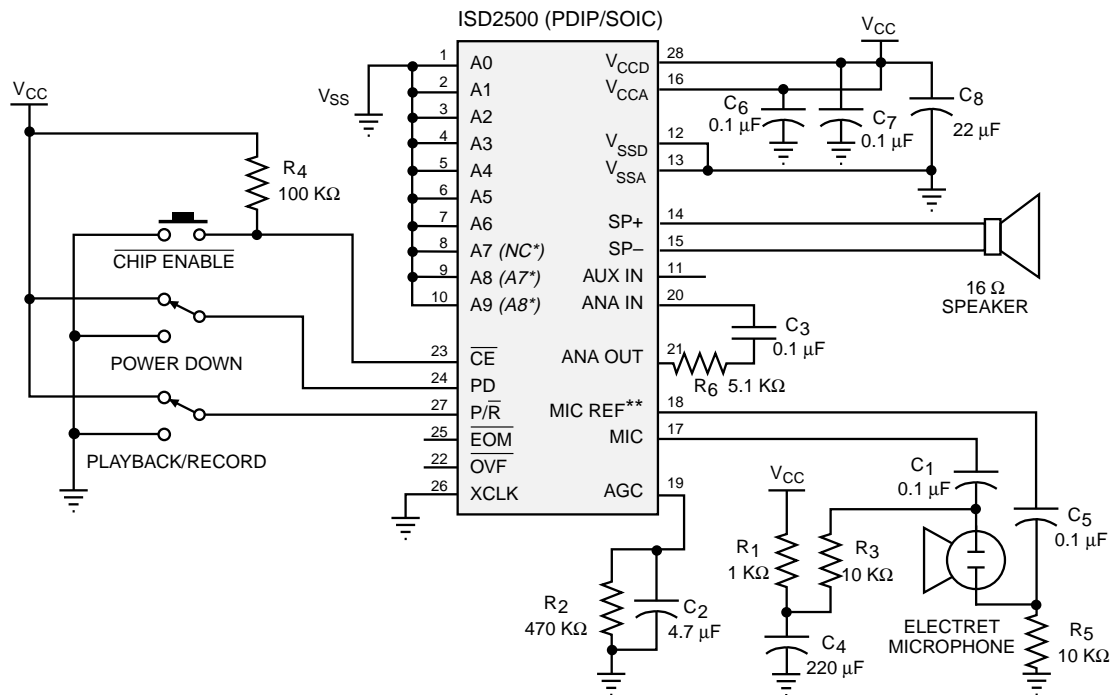 ISD2500 (PDIP/SOIC)
VCC
VSS
1 A0
2 A1
3 A2
4 A3
5 A4
6 A5
7 A6
8 A7 (NC*)
9 A8 (A7*)
10 A9 (A8*)
23 CE
24 PD
27 P/R
25 EOM
22 OVF
26 XCLK
R4
100 KΩ
CHIP ENABLE
POWER DOWN
PLAYBACK/RECORD
VCCD 28
VCCA 16
VSSD 12
VSSA 13
SP+ 14
SP– 15
AUX IN 11
ANA IN 20
ANA OUT 21
MIC REF** 18
MIC 17
AGC 19
VCC
C6
0.1 µF
C7
0.1 µF
C8
22 µF
16 Ω
SPEAKER
C3
0.1 µF
R6 5.1 KΩ
C1
0.1 µF
C5
0.1 µF
VCC
R1
1 KΩ
R3
10 KΩ
R2
470 KΩ
C2
4.7 µF
C4
220 µF
ELECTRET
MICROPHONE
R5
10 KΩ